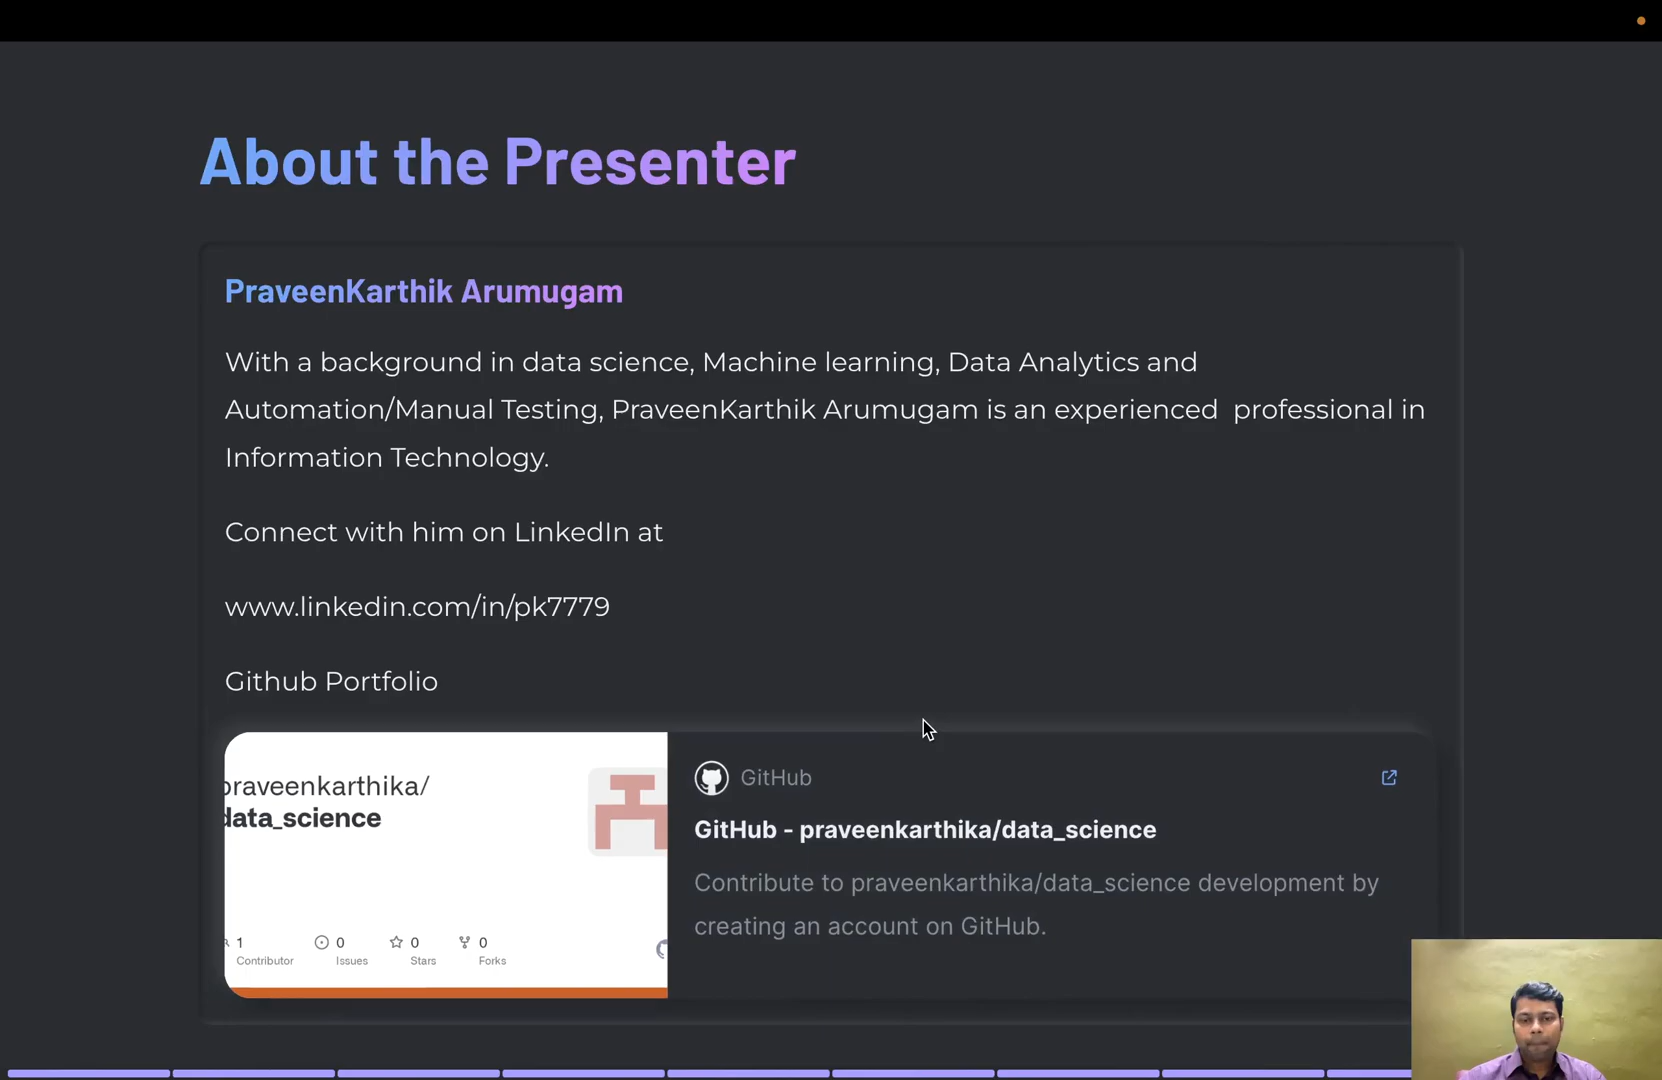 About the Presenter
PraveenKarthik Arumugam
With a background in data science, Machine learning, Data Analytics and
Automation/Manual Testing, PraveenKarthik Arumugam is an experienced professional in
Information Technology.
Connect with him on LinkedIn at
www.linkedin.com/in/pk7779
Github Portfolio
praveenkarthika/
data_science
1
Contributor
0
Issues
0
Stars
0
Forks
GitHub
GitHub - praveenkarthika/data_science
Contribute to praveenkarthika/data_science development by
creating an account on GitHub.